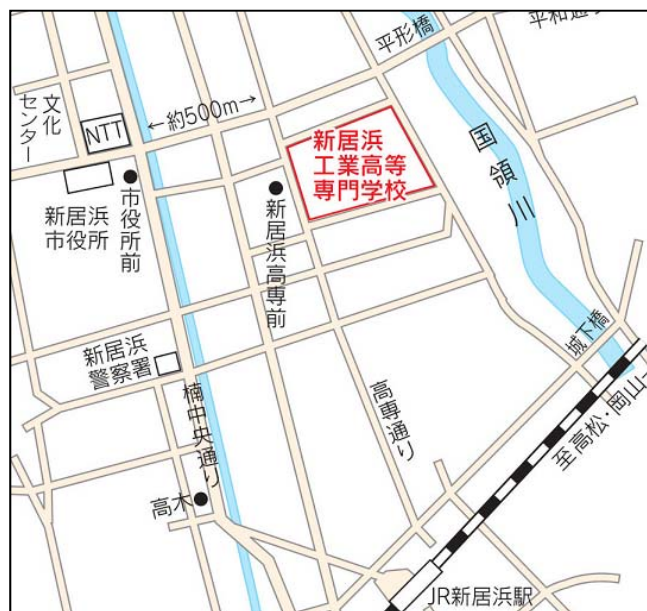 平形橋
平和通り
文化
センター
NTT
←約500m→
新居浜
工業高等
専門学校
国領川
新居浜
市役所
市役所前
新居浜高専前
新居浜
警察署
城下橋
楠中央通り
高専通り
至高松・岡山
高木
JR新居浜駅